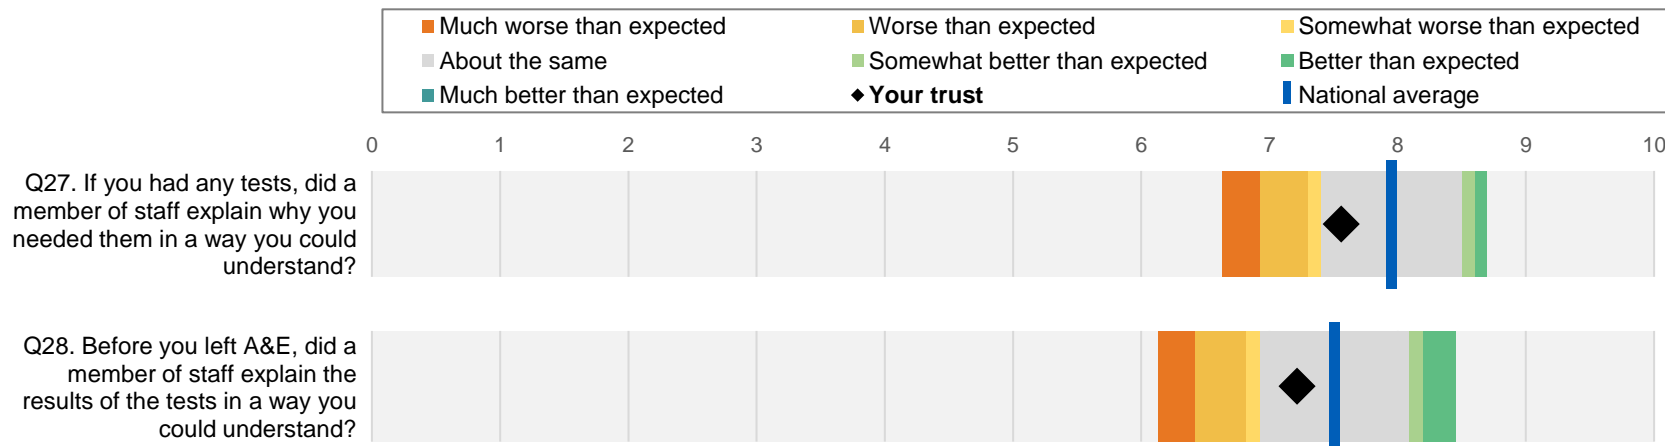 Much worse than expected
Worse than expected
Somewhat worse than expected
About the same
Somewhat better than expected
Better than expected
Much better than expected
Your trust
National average
0 1 2 3 4 5 6 7 8 9 10
Q27. If you had any tests, did a
member of staff explain why you
needed them in a way you could
understand?
Q28. Before you left A&E, did a
member of staff explain the
results of the tests in a way you
could understand?